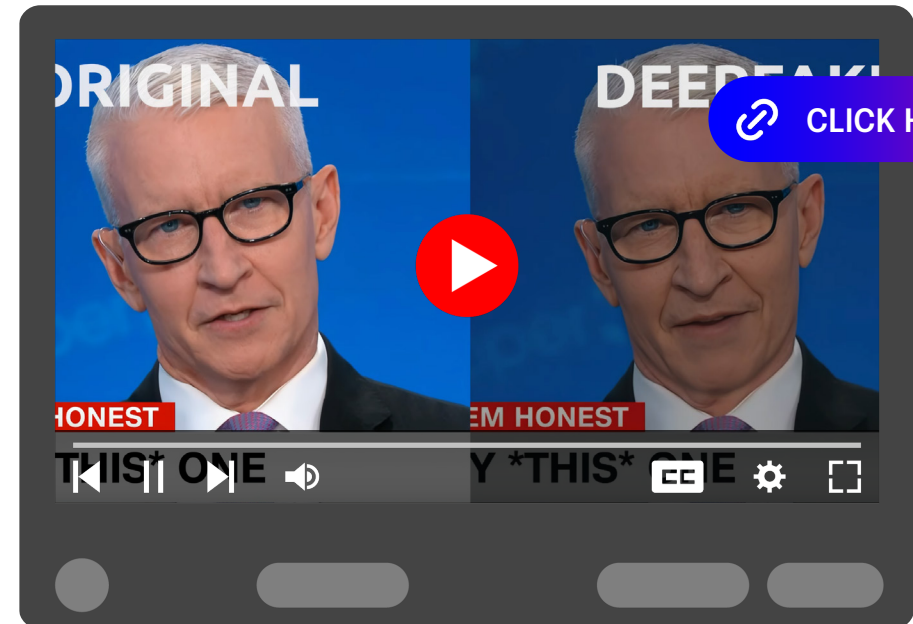 ORIGINAL
DEEPFAKE
CLICK H
HONEST
EM HONEST
THIS* ONE
Y *THIS* ONE
CC